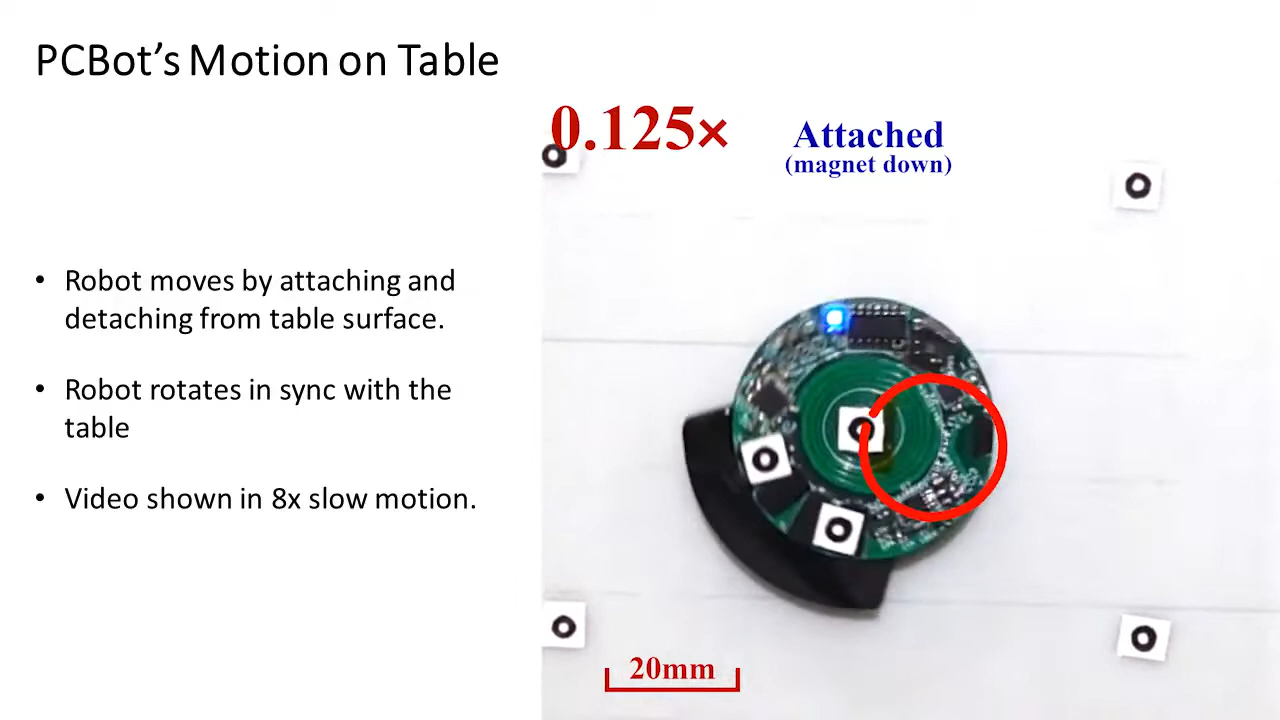 PCBot’s Motion on Table
0.125×
Attached
(magnet down)
• Robot moves by attaching and
detaching from table surface.
• Robot rotates in sync with the
table
• Video shown in 8x slow motion.
20mm